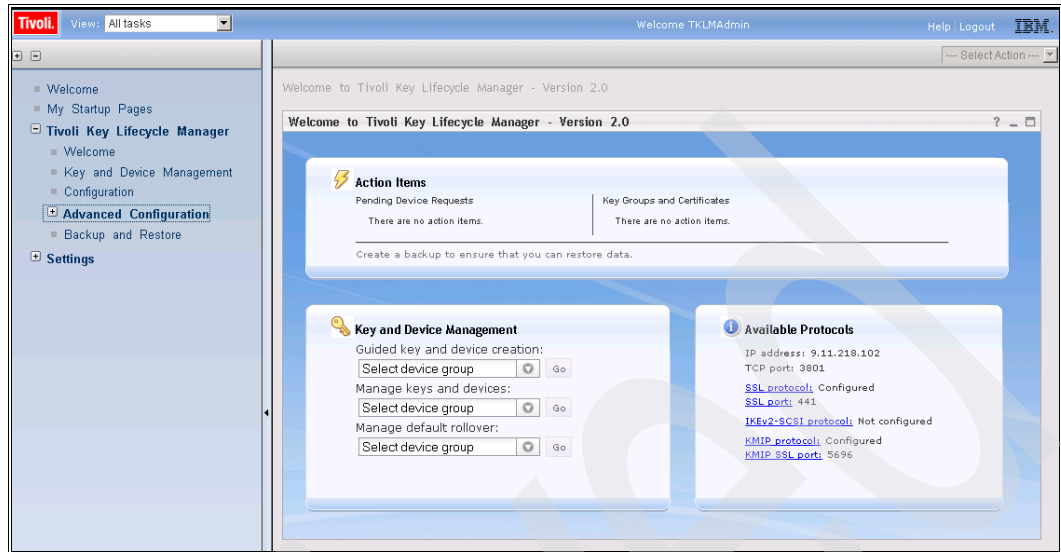 Tivoli. View: All tasks Welcome TKLMAdmin Help Logout IBM.
--- Select Action ---
Welcome
My Startup Pages
Tivoli Key Lifecycle Manager
Welcome
Key and Device Management
Configuration
Advanced Configuration
Backup and Restore
Settings
Welcome to Tivoli Key Lifecycle Manager - Version 2.0
Welcome to Tivoli Key Lifecycle Manager - Version 2.0
Action Items
Pending Device Requests
There are no action items.
Key Groups and Certificates
There are no action items.
Create a backup to ensure that you can restore data.
Key and Device Management
Guided key and device creation:
Select device group Go
Manage keys and devices:
Select device group Go
Manage default rollover:
Select device group Go
Available Protocols
IP address: 9.11.218.102
TCP port: 3801
SSL protocol: Configured
SSL port: 441
IKEv2-SCSI protocol: Not configured
KMIP protocol: Configured
KMIP SSL port: 5696